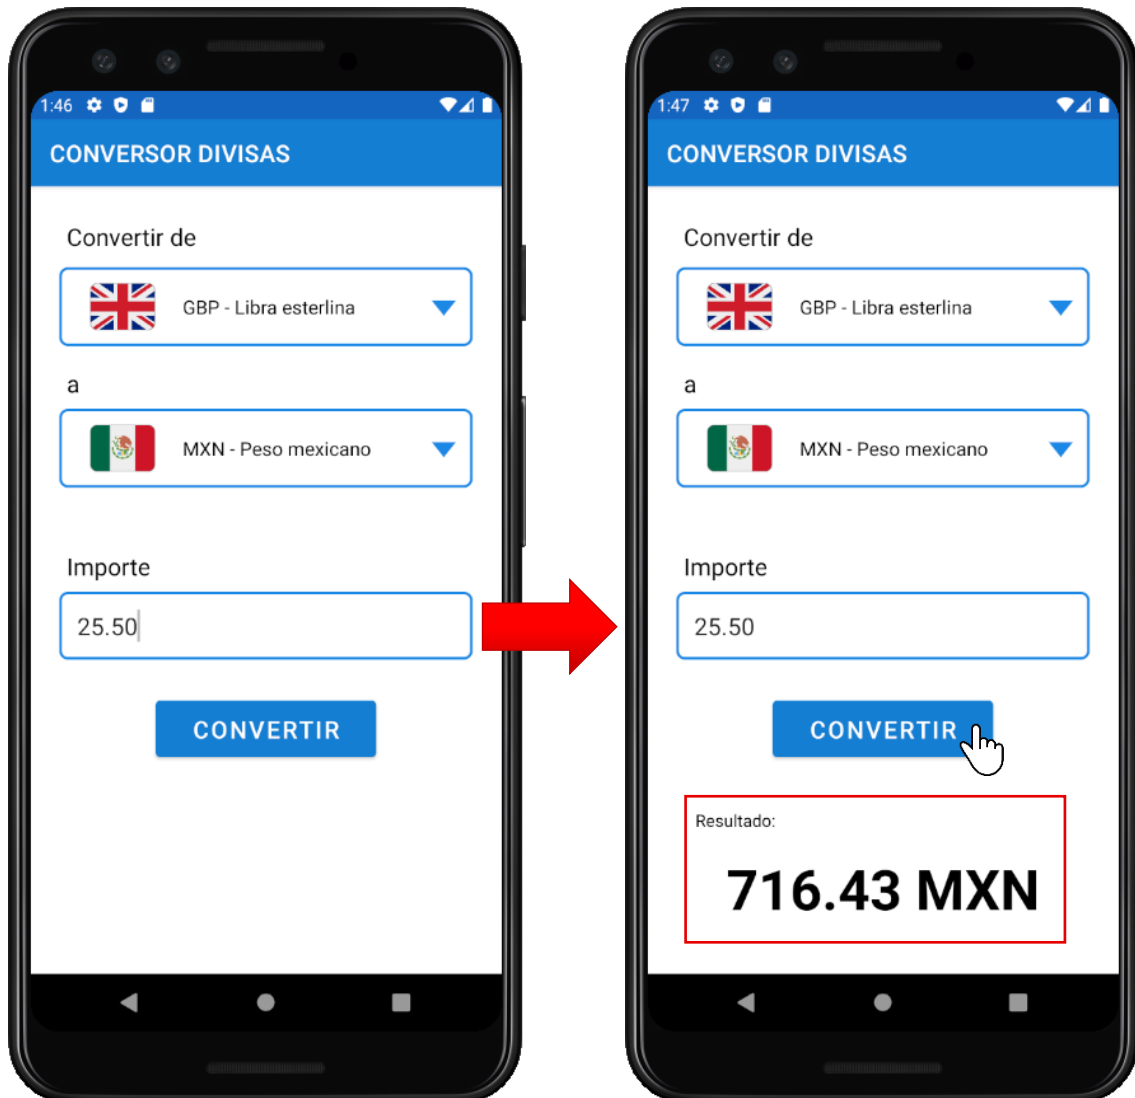 1:46
CONVERSOR DIVISAS
Convertir de
GBP - Libra esterlina
a
MXN - Peso mexicano
Importe
25.50
CONVERTIR
1:47
CONVERSOR DIVISAS
Convertir de
GBP - Libra esterlina
a
MXN - Peso mexicano
Importe
25.50
CONVERTIR
Resultado:
716.43 MXN